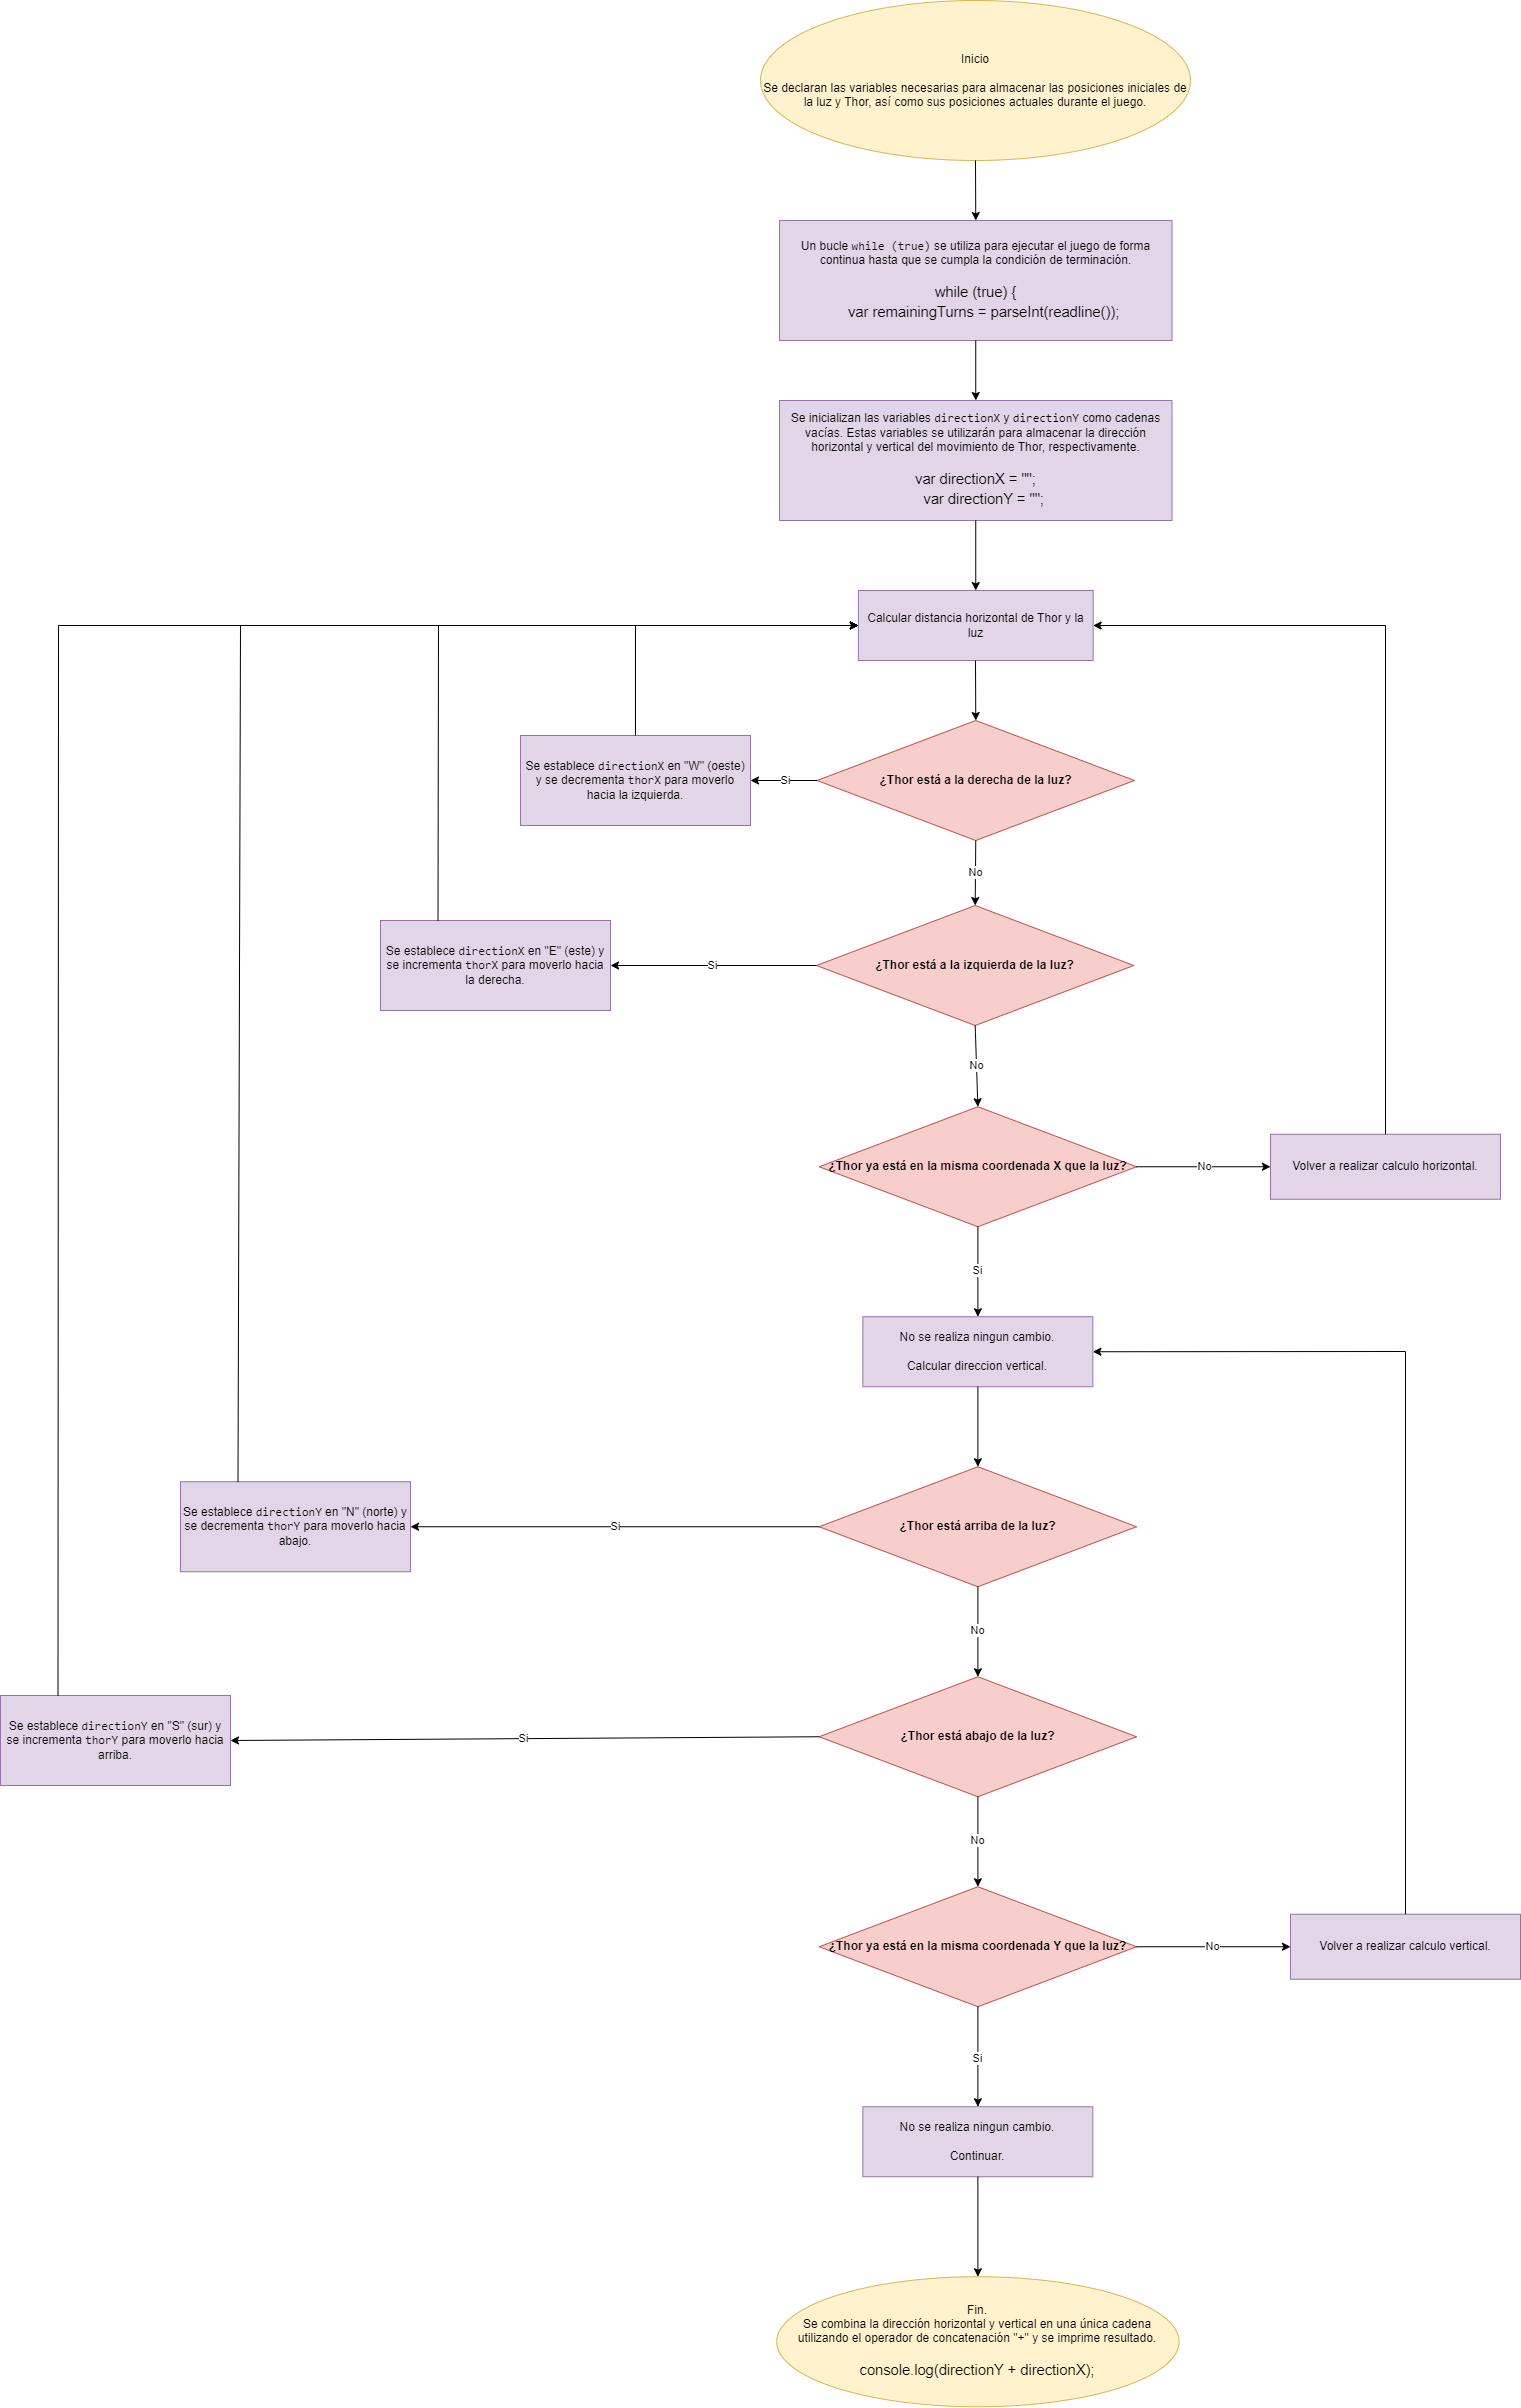 Inicio
Se declaran las variables necesarias para almacenar las posiciones iniciales de
la luz y Thor, así como sus posiciones actuales durante el juego.
Un bucle while (true) se utiliza para ejecutar el juego de forma
continua hasta que se cumpla la condición de terminación.
while (true) {
var remainingTurns = parseInt(readline());
Se inicializan las variables directionX y directionY como cadenas
vacías. Estas variables se utilizarán para almacenar la dirección
horizontal y vertical del movimiento de Thor, respectivamente.
var directionX = "";
var directionY = "";
Calcular distancia horizontal de Thor y la
luz
¿Thor está a la derecha de la luz?
Si
Se establece directionX en "W" (oeste)
y se decrementa thorX para moverlo
hacia la izquierda.
No
¿Thor está a la izquierda de la luz?
Si
Se establece directionX en "E" (este) y
se incrementa thorX para moverlo hacia
la derecha.
No
¿Thor ya está en la misma coordenada X que la luz?
No
Volver a realizar calculo horizontal.
Si
No se realiza ningun cambio.
Calcular direccion vertical.
¿Thor está arriba de la luz?
Si
Se establece directionY en "N" (norte) y
se decrementa thorY para moverlo hacia
abajo.
No
¿Thor está abajo de la luz?
Si
Se establece directionY en "S" (sur) y
se incrementa thorY para moverlo hacia
arriba.
No
¿Thor ya está en la misma coordenada Y que la luz?
No
Volver a realizar calculo vertical.
Si
No se realiza ningun cambio.
Continuar.
Fin.
Se combina la dirección horizontal y vertical en una única cadena
utilizando el operador de concatenación "+" y se imprime resultado.
console.log(directionY + directionX);